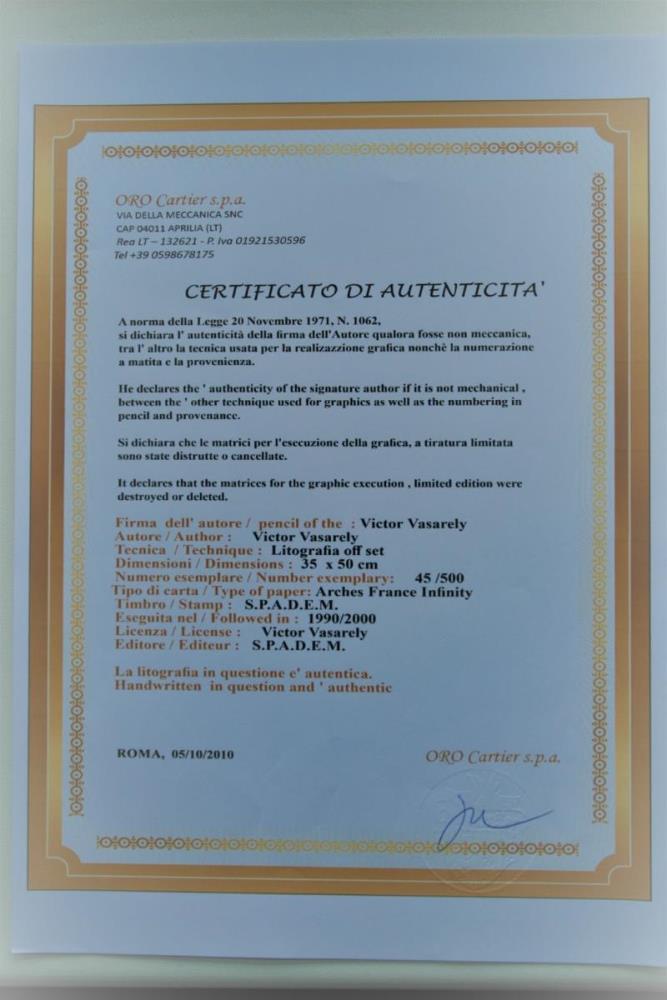 ORO Cartier s.p.a.
VIA DELLA MECCANICA SNC
CAP 04011 APRILIA (LT)
Rea LT – 132621 - P. Iva 01921530596
Tel +39 0598678175
CERTIFICATO DI AUTENTICITA'
A norma della Legge 20 Novembre 1971, N. 1062,
si dichiara l' autenticità della firma dell'Autore qualora fosse non meccanica,
tra l' altro la tecnica usata per la realizazzione grafica nonchè la numerazione
a matita e la provenienza.
He declares the ' authenticity of the signature author if it is not mechanical ,
between the ' other technique used for graphics as well as the numbering in
pencil and provenance.
Si dichiara che le matrici per l'esecuzione della grafica, a tiratura limitata
sono state distrutte o cancellate.
It declares that the matrices for the graphic execution , limited edition were
destroyed or deleted.
Firma dell' autore / pencil of the : Victor Vasarely
Autore / Author : Victor Vasarely
Tecnica / Technique : Litografia off set
Dimensioni / Dimensions : 35 x 50 cm
Numero esemplare / Number exemplary: 45 /500
Tipo di carta / Type of paper: Arches France Infinity
Timbro / Stamp : S.P.A.D.E.M.
Eseguita nel / Followed in : 1990/2000
Licenza / License : Victor Vasarely
Editore / Editeur : S.P.A.D.E.M.
La litografia in questione e' autentica.
Handwritten in question and ' authentic
ROMA, 05/10/2010
ORO Cartier s.p.a.